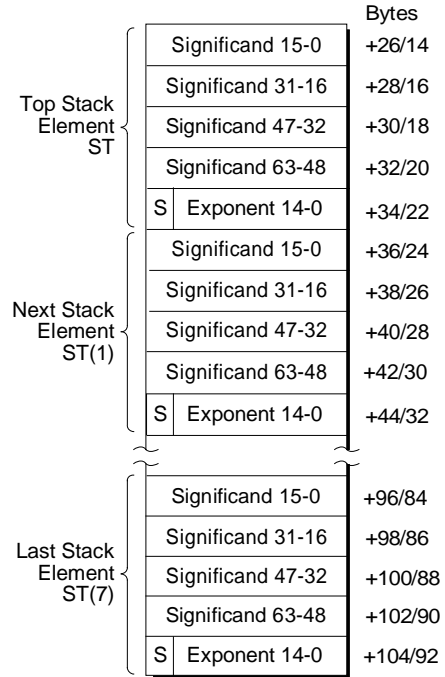 Bytes
Top Stack
Element
ST
Significand 15-0 +26/14
Significand 31-16 +28/16
Significand 47-32 +30/18
Significand 63-48 +32/20
S Exponent 14-0 +34/22
Next Stack
Element
ST(1)
Significand 15-0 +36/24
Significand 31-16 +38/26
Significand 47-32 +40/28
Significand 63-48 +42/30
S Exponent 14-0 +44/32
Last Stack
Element
ST(7)
Significand 15-0 +96/84
Significand 31-16 +98/86
Significand 47-32 +100/88
Significand 63-48 +102/90
S Exponent 14-0 +104/92